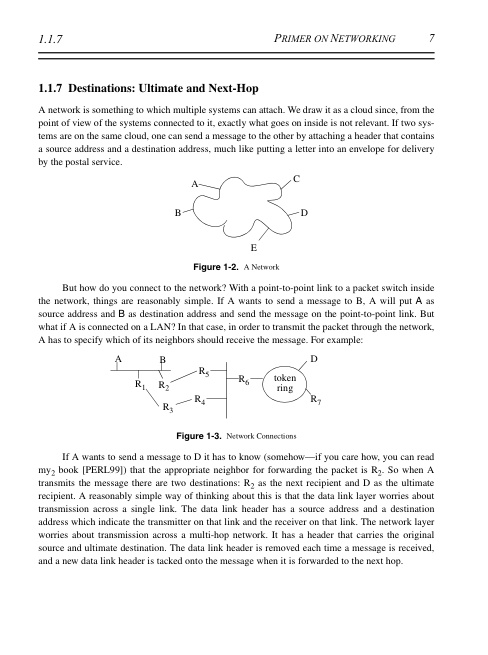 1.1.7 PRIMER ON NETWORKING 7
1.1.7 Destinations: Ultimate and Next-Hop
A network is something to which multiple systems can attach. We draw it as a cloud since, from the
point of view of the systems connected to it, exactly what goes on inside is not relevant. If two sys-
tems are on the same cloud, one can send a message to the other by attaching a header that contains
a source address and a destination address, much like putting a letter into an envelope for delivery
by the postal service.
A
C
B
D
E
Figure 1-2. A Network
But how do you connect to the network? With a point-to-point link to a packet switch inside
the network, things are reasonably simple. If A wants to send a message to B, A will put A as
source address and B as destination address and send the message on the point-to-point link. But
what if A is connected on a LAN? In that case, in order to transmit the packet through the network,
A has to specify which of its neighbors should receive the message. For example:
A B D
R5
R1 R2 R6 token
ring
R3 R4 R7
Figure 1-3. Network Connections
If A wants to send a message to D it has to know (somehow—if you care how, you can read
my2 book [PERL99]) that the appropriate neighbor for forwarding the packet is R2. So when A
transmits the message there are two destinations: R2 as the next recipient and D as the ultimate
recipient. A reasonably simple way of thinking about this is that the data link layer worries about
transmission across a single link. The data link header has a source address and a destination
address which indicate the transmitter on that link and the receiver on that link. The network layer
worries about transmission across a multi-hop network. It has a header that carries the original
source and ultimate destination. The data link header is removed each time a message is received,
and a new data link header is tacked onto the message when it is forwarded to the next hop.